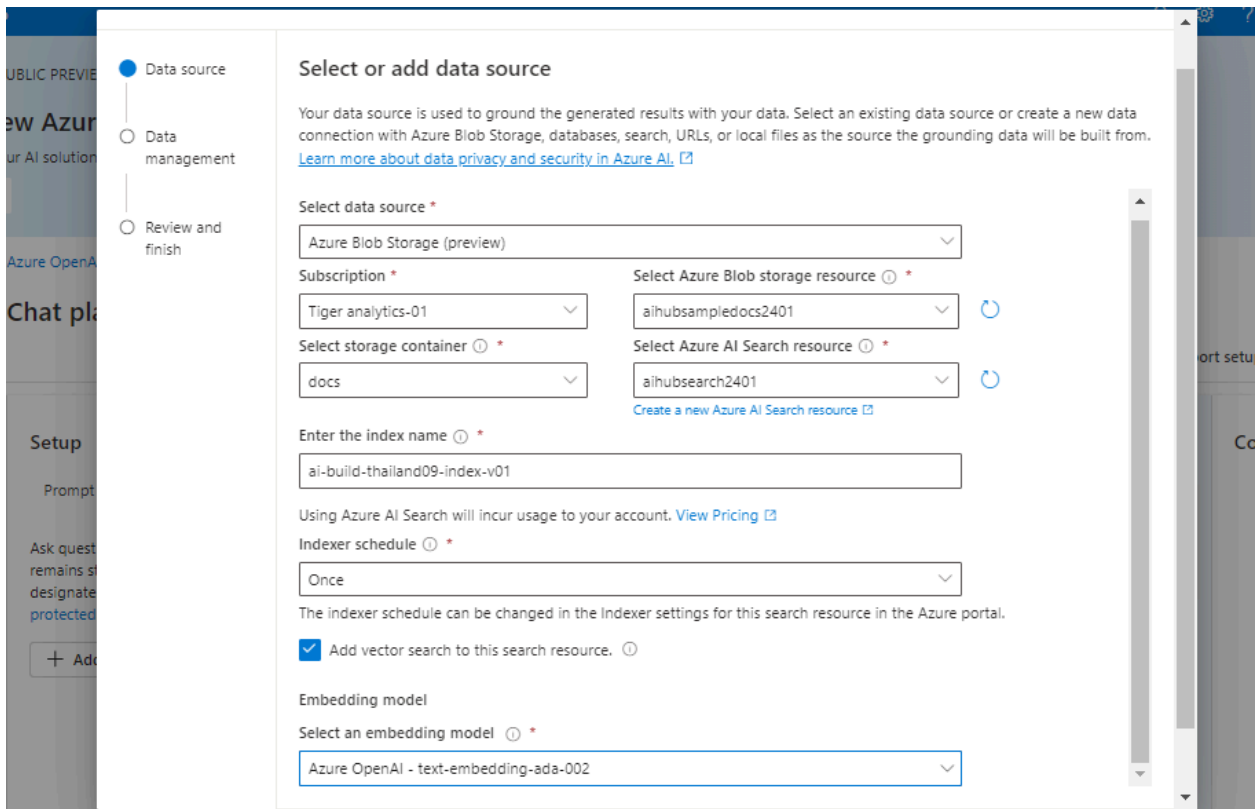 UBLIC PREVIE
ew Azur
ur AI solution
Azure OpenA
Chat pla
ort setu
Setup
Co
Prompt
Ask quest
remains st
designate
protected
+ Add
Data source
Data
management
Review and
finish
Select or add data source
Your data source is used to ground the generated results with your data. Select an existing data source or create a new data
connection with Azure Blob Storage, databases, search, URLs, or local files as the source the grounding data will be built from.
Learn more about data privacy and security in Azure AI.
Select data source *
Azure Blob Storage (preview)
Subscription *
Select Azure Blob storage resource *
Tiger analytics-01
aihubsampledocs2401
Select storage container *
Select Azure AI Search resource *
docs
aihubsearch2401
Create a new Azure AI Search resource
Enter the index name *
ai-build-thailand09-index-v01
Using Azure AI Search will incur usage to your account. View Pricing
Indexer schedule *
Once
The indexer schedule can be changed in the Indexer settings for this search resource in the Azure portal.
Add vector search to this search resource.
Embedding model
Select an embedding model *
Azure OpenAI - text-embedding-ada-002